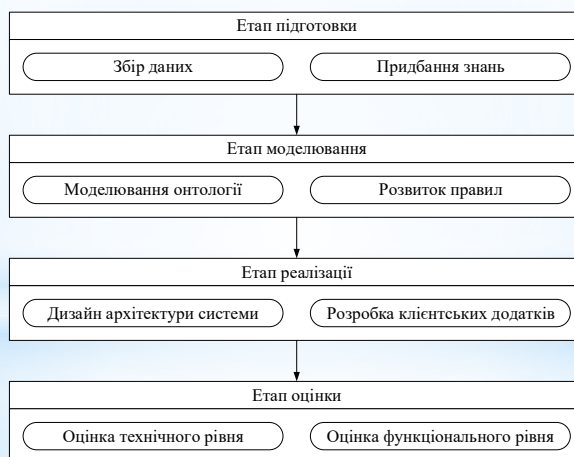 Етап підготовки
Збір даних
Придбання знань
Етап моделювання
Моделювання онтології
Розвиток правил
Етап реалізації
Дизайн архітектури системи
Розробка клієнтських додатків
Етап оцінки
Оцінка технічного рівня
Оцінка функціонального рівня